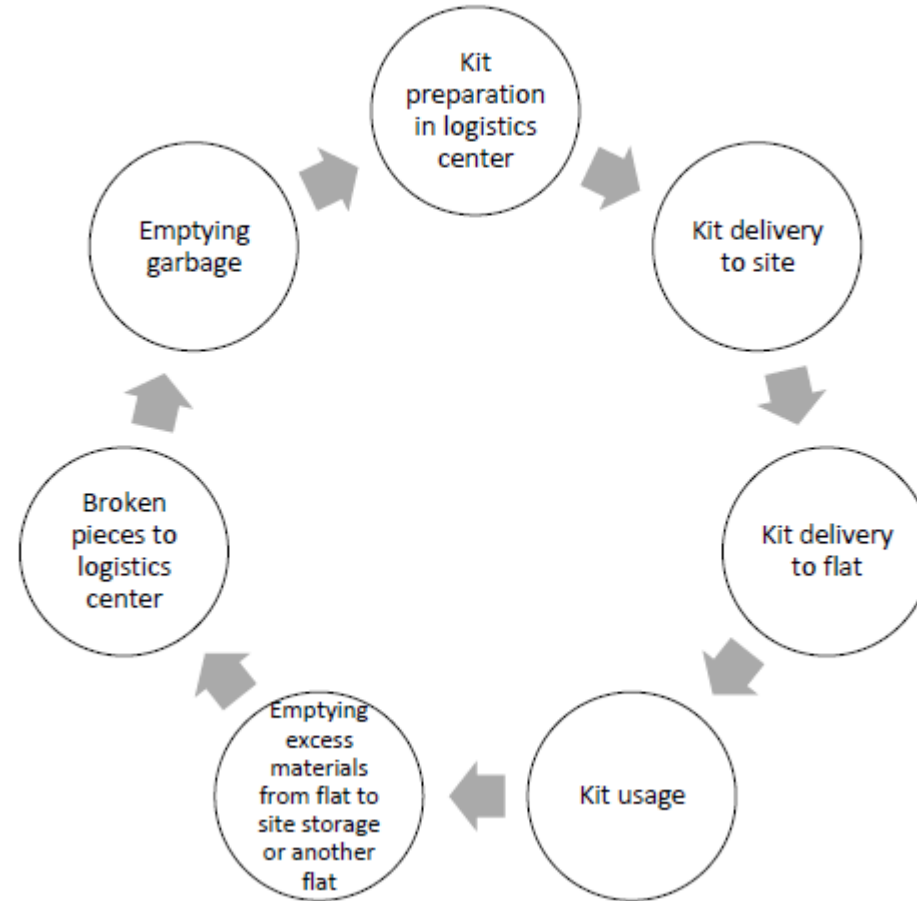 Kit
preparation
in logistics
center
Kit delivery
to site
Kit delivery
to flat
Kit usage
Emptying
excess
materials
from flat to
site storage
or another
flat
Broken
pieces to
logistics
center
Emptying
garbage